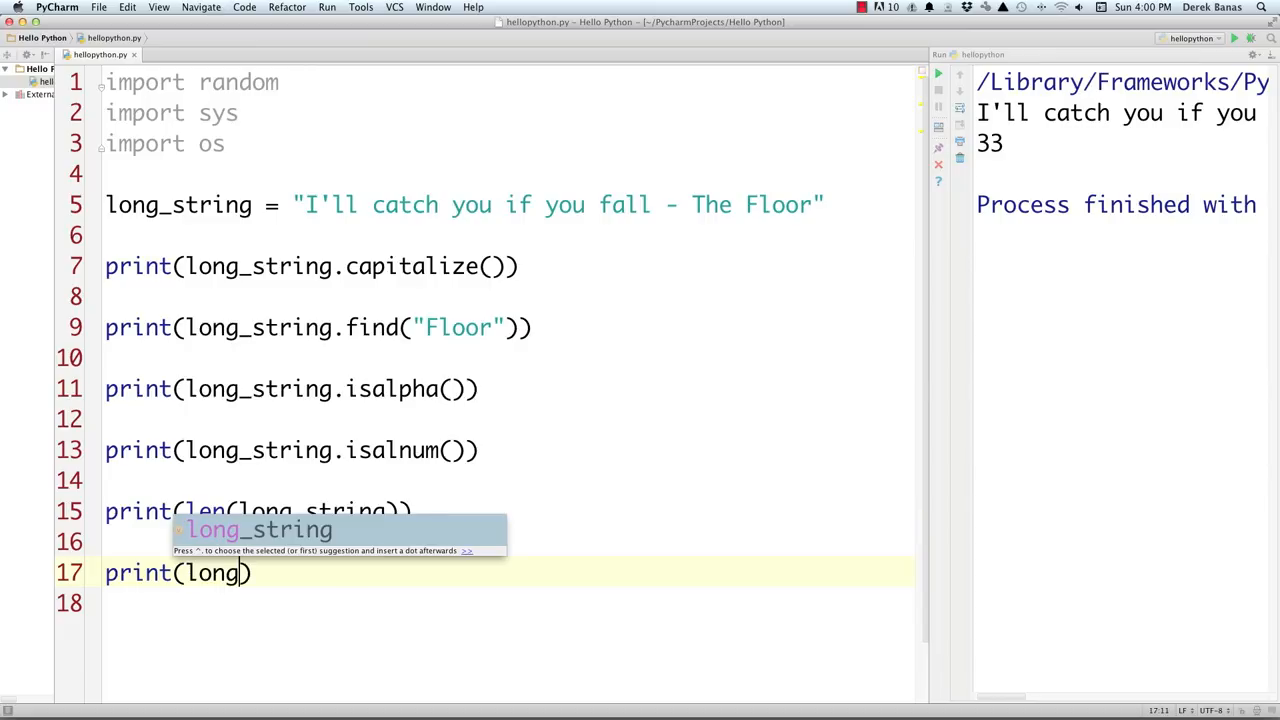 PyCharm File Edit View Navigate Code Refactor Run Tools VCS Window Help 10 Sun 4:00 PM Derek Banas
hellopython.py – Hello Python – [~/PycharmProjects/Hello Python]
Hello Python hellopython.py hellopython
hellopython.py Run hellopython
Hello P
hello
Externa
1 import random
2 import sys
3 import os
4
5 long_string = "I'll catch you if you fall - The Floor"
6
7 print(long_string.capitalize())
8
9 print(long_string.find("Floor"))
10
11 print(long_string.isalpha())
12
13 print(long_string.isalnum())
14
15 print(len(long_string))
long_string
16
Press ^. to choose the selected (or first) suggestion and insert a dot afterwards >>
17 print(long)
18
/Library/Frameworks/Py
I'll catch you if you
33
Process finished with
17:11 LF UTF-8